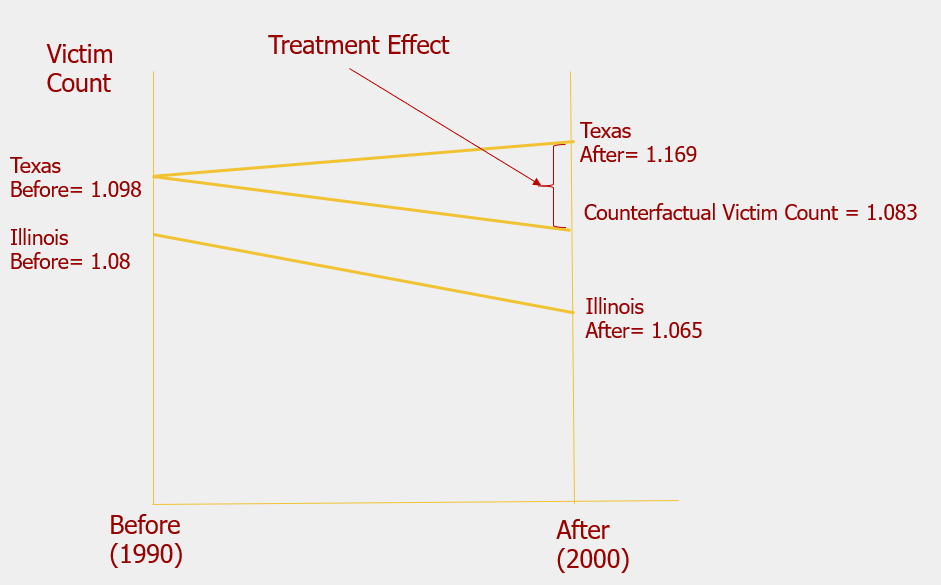 Victim
Count
Treatment Effect
Texas
Before= 1.098
Illinois
Before= 1.08
Texas
After= 1.169
Counterfactual Victim Count = 1.083
Illinois
After= 1.065
Before
(1990)
After
(2000)